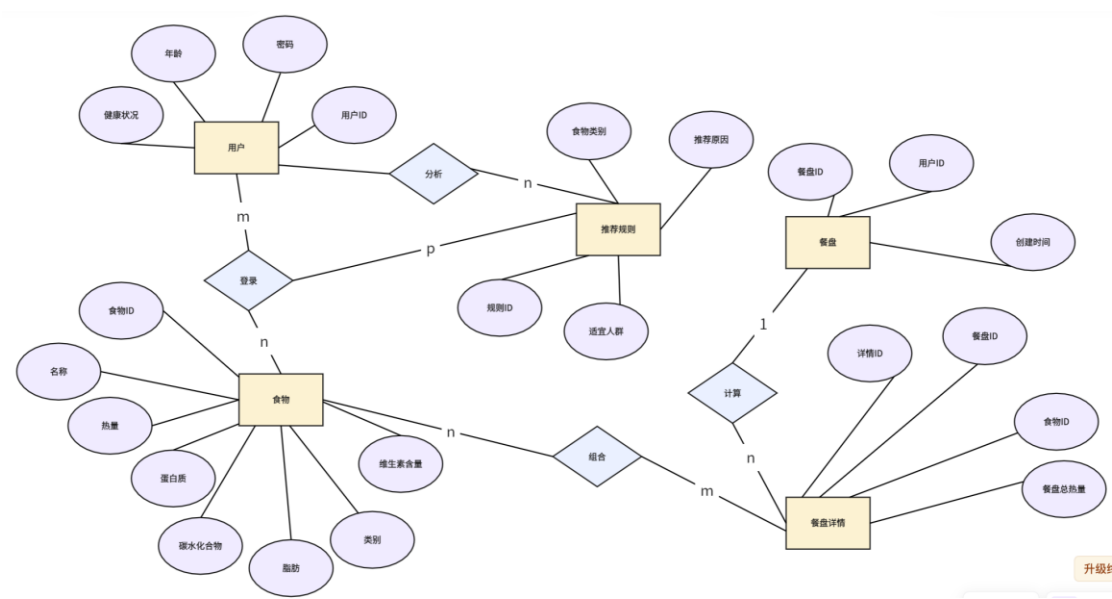 年龄
密码
健康状况
用户ID
用户
分析
n
食物类别
推荐原因
推荐规则
规则ID
适宜人群
餐盘ID
用户ID
餐盘
创建时间
m
p
登录
n
食物ID
名称
热量
蛋白质
碳水化合物
脂肪
类别
维生素含量
食物
n
组合
m
1
计算
n
详情ID
餐盘ID
食物ID
餐盘总热量
餐盘详情